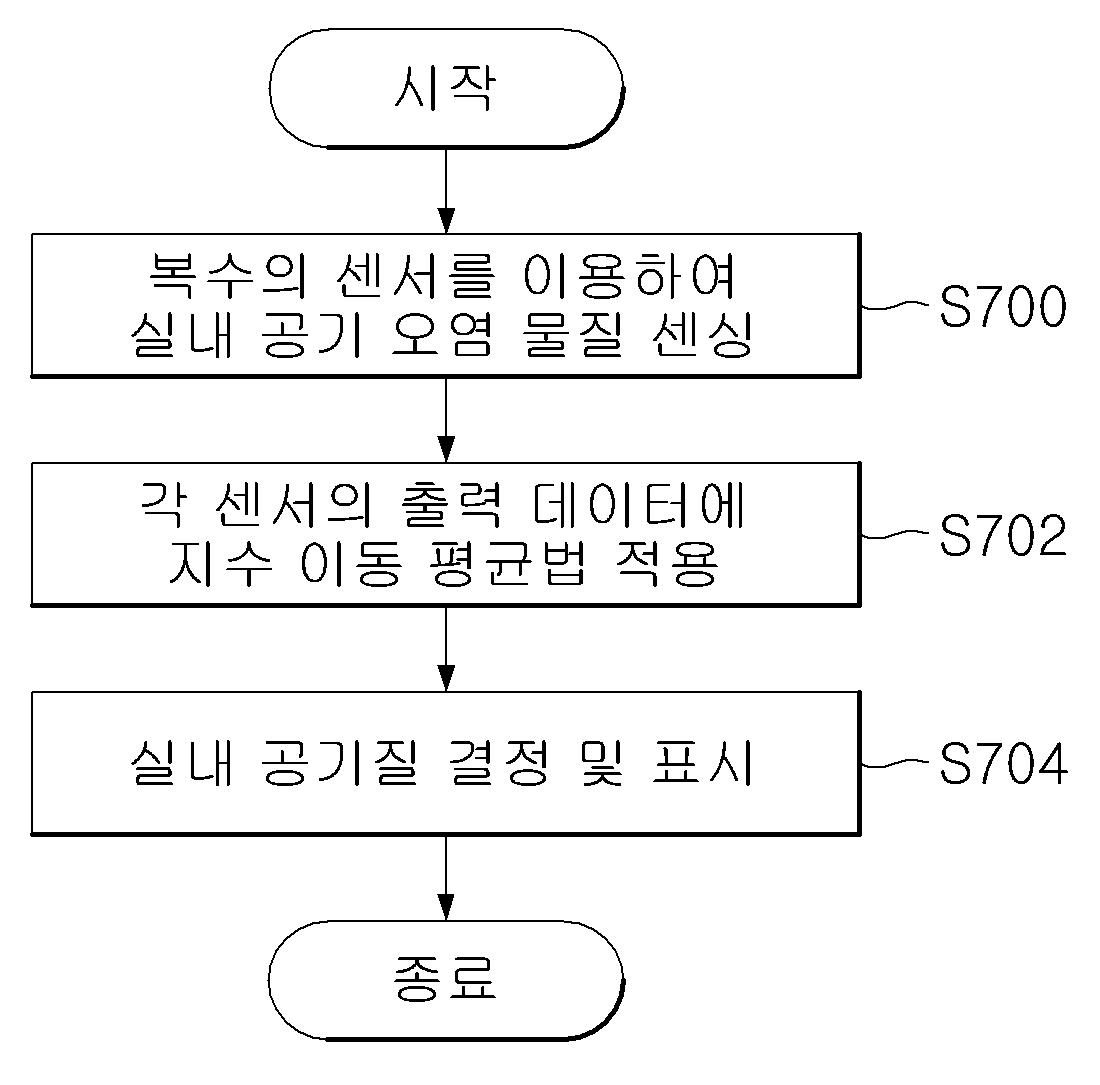 시작
복수의 센서를 이용하여
실내 공기 오염 물질 센싱
S700
각 센서의 출력 데이터에
지수 이동 평균법 적용
S702
실내 공기질 결정 및 표시
S704
종료